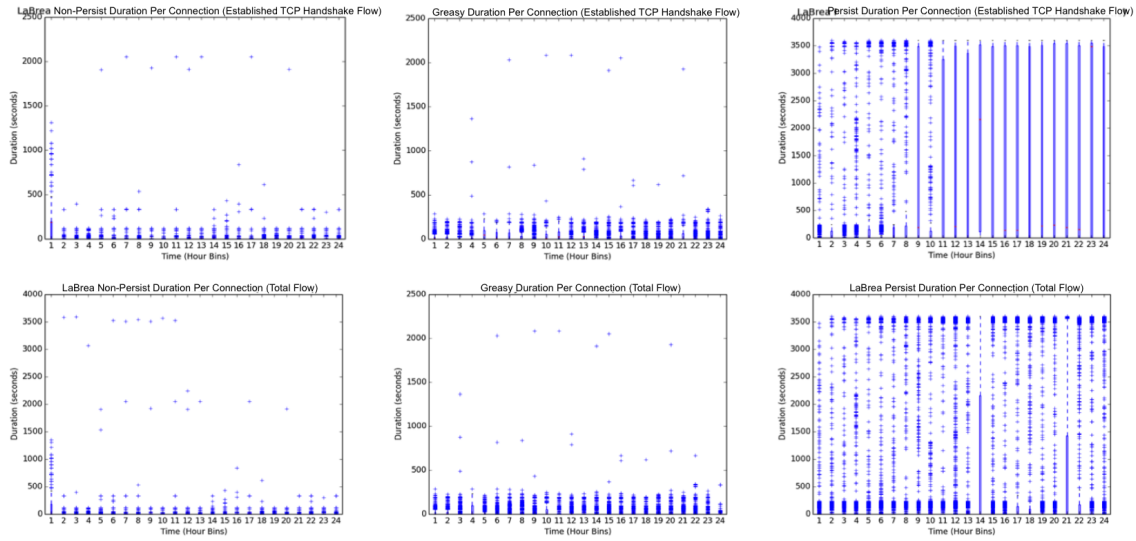 LaBrea Non-Persist Duration Per Connection (Established TCP Handshake Flow)
2500
2000
1500
1000
500
0
Duration (seconds)
1 2 3 4 5 6 7 8 9 10 11 12 13 14 15 16 17 18 19 20 21 22 23 24
Time (Hour Bins)
Greasy Duration Per Connection (Established TCP Handshake Flow)
2500
2000
1500
1000
500
0
Duration (seconds)
1 2 3 4 5 6 7 8 9 10 11 12 13 14 15 16 17 18 19 20 21 22 23 24
Time (Hour Bins)
LaBrea Persist Duration Per Connection (Established TCP Handshake Flow)
4000
3500
3000
2500
2000
1500
1000
500
0
Duration (seconds)
1 2 3 4 5 6 7 8 9 10 11 12 13 14 15 16 17 18 19 20 21 22 23 24
Time (Hour Bins)
LaBrea Non-Persist Duration Per Connection (Total Flow)
4000
3500
3000
2500
2000
1500
1000
500
0
Duration (seconds)
1 2 3 4 5 6 7 8 9 10 11 12 13 14 15 16 17 18 19 20 21 22 23 24
Time (Hour Bins)
Greasy Duration Per Connection (Total Flow)
2500
2000
1500
1000
500
0
Duration (seconds)
1 2 3 4 5 6 7 8 9 10 11 12 13 14 15 16 17 18 19 20 21 22 23 24
Time (Hour Bins)
LaBrea Persist Duration Per Connection (Total Flow)
4000
3500
3000
2500
2000
1500
1000
500
0
Duration (seconds)
1 2 3 4 5 6 7 8 9 10 11 12 13 14 15 16 17 18 19 20 21 22 23 24
Time (Hour Bins)